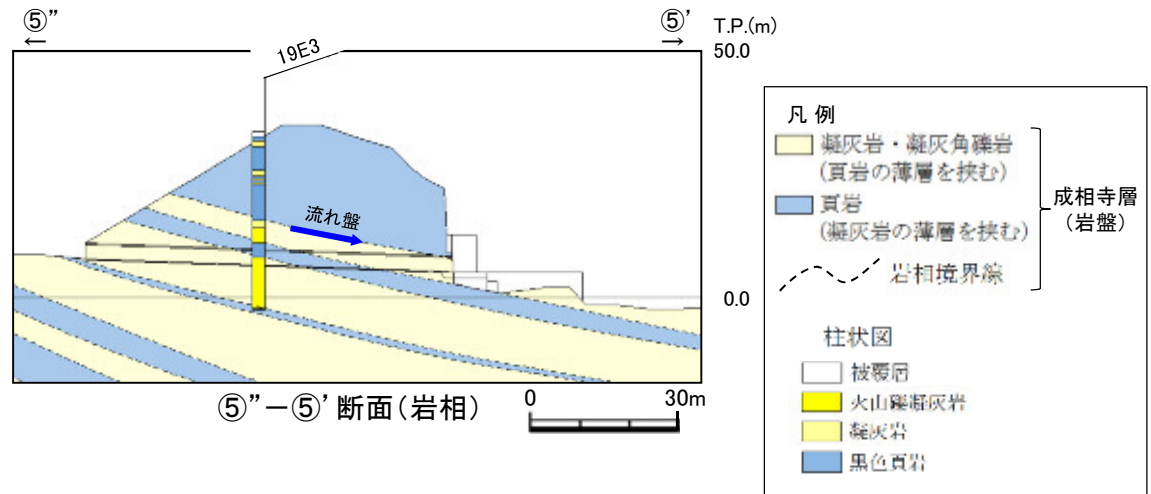 ⑤” ⑤’
← →
T.P.(m)
50.0
19E3
流れ盤
0.0
⑤”－⑤’ 断面(岩相)
0 30m
凡 例
凝灰岩・凝灰角礫岩
(頁岩の薄層を挟む)
頁岩
(凝灰岩の薄層を挟む)
成相寺層
(岩盤)
岩相境界線
柱状図
被覆層
火山礫凝灰岩
凝灰岩
黒色頁岩